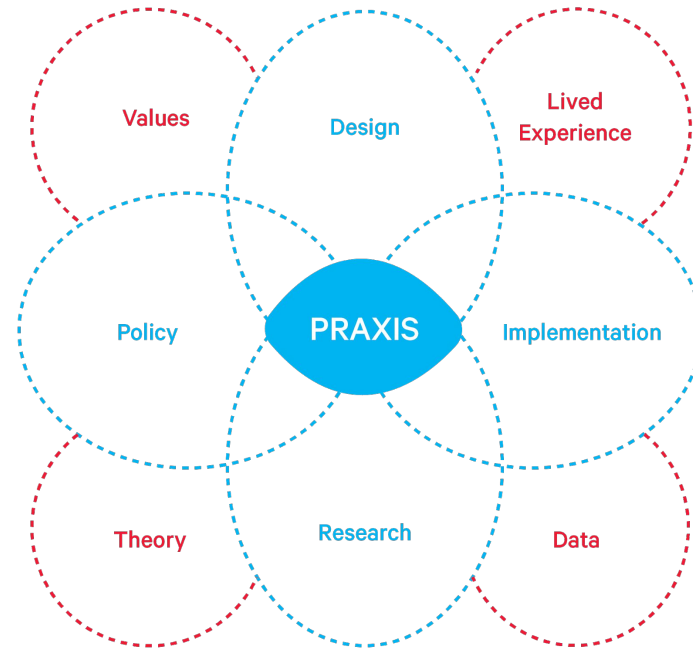 Values
Design
Lived
Experience
Policy
PRAXIS
Implementation
Theory
Research
Data